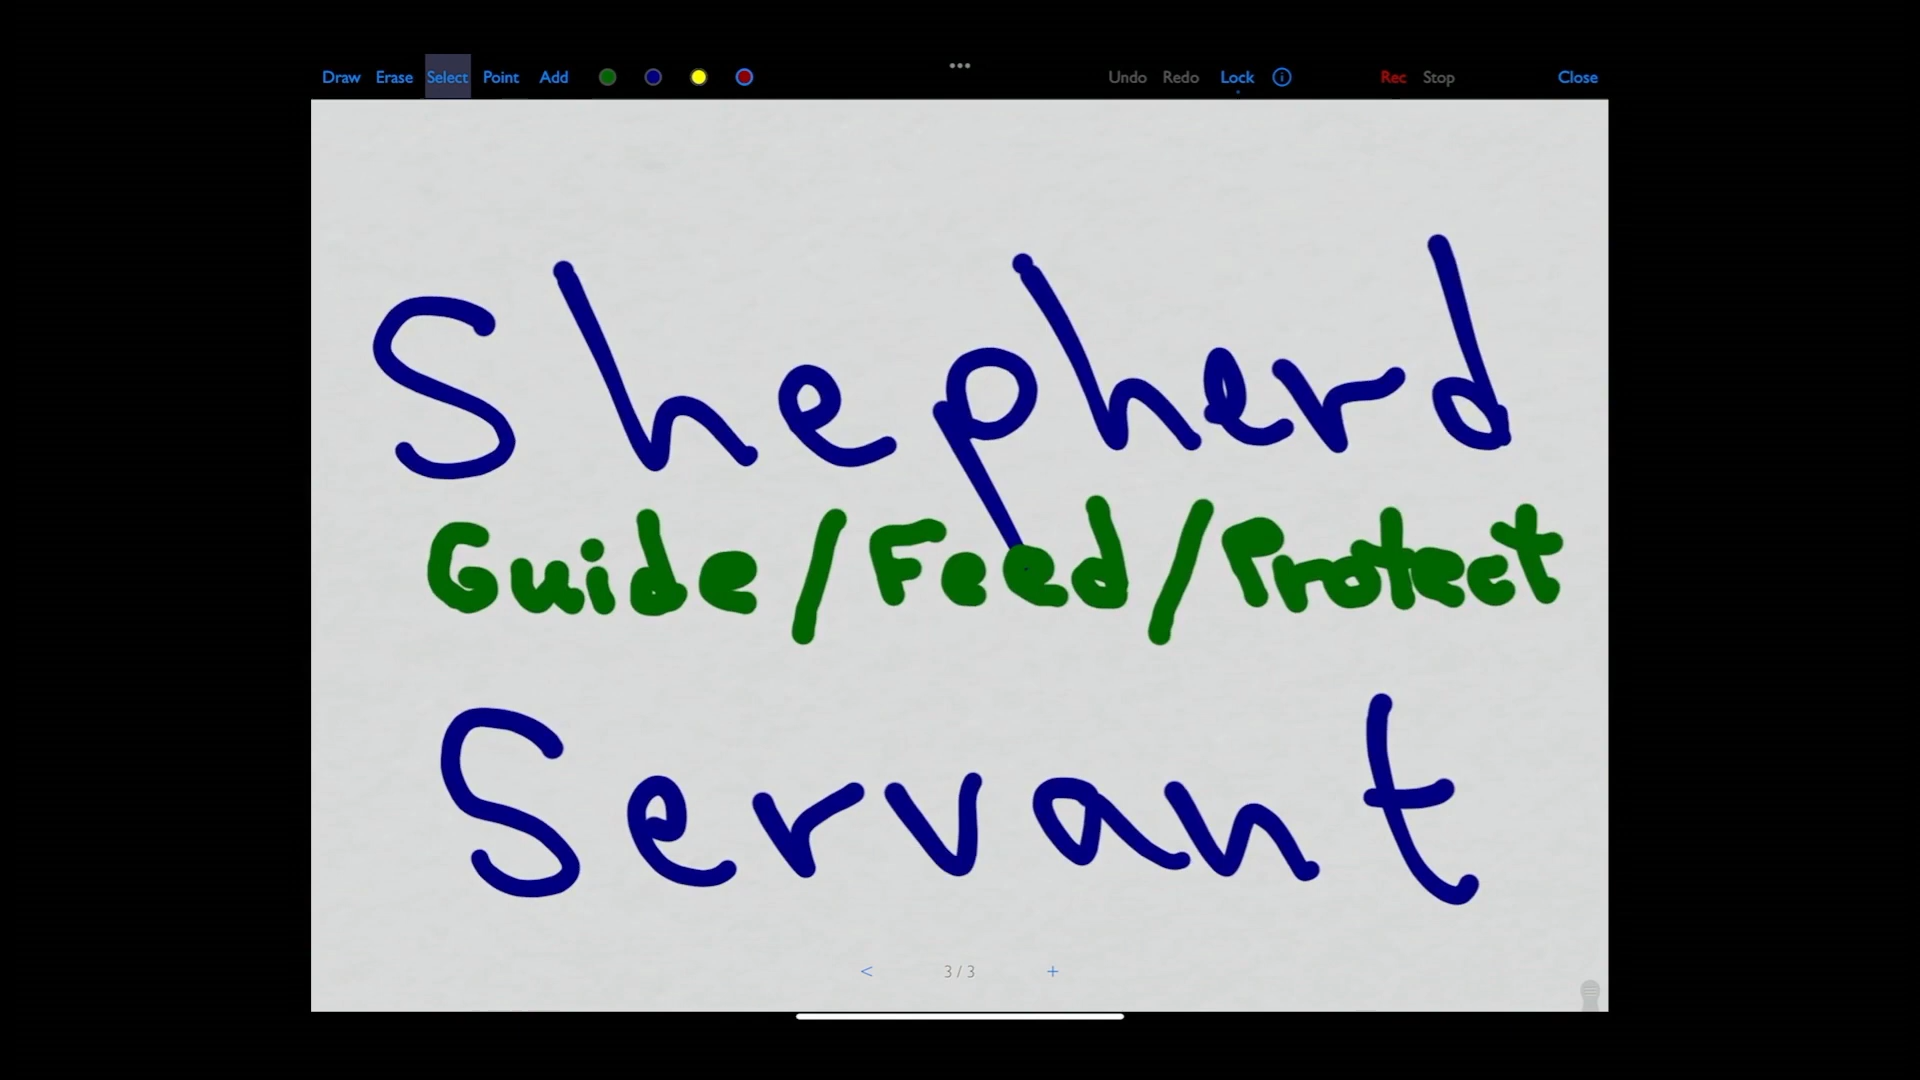 Draw Erase Select Point Add ••• Undo Redo Lock Rec Stop Close
Shepherd
Guide/Feed/Protect
Servant
< 3 / 3 +